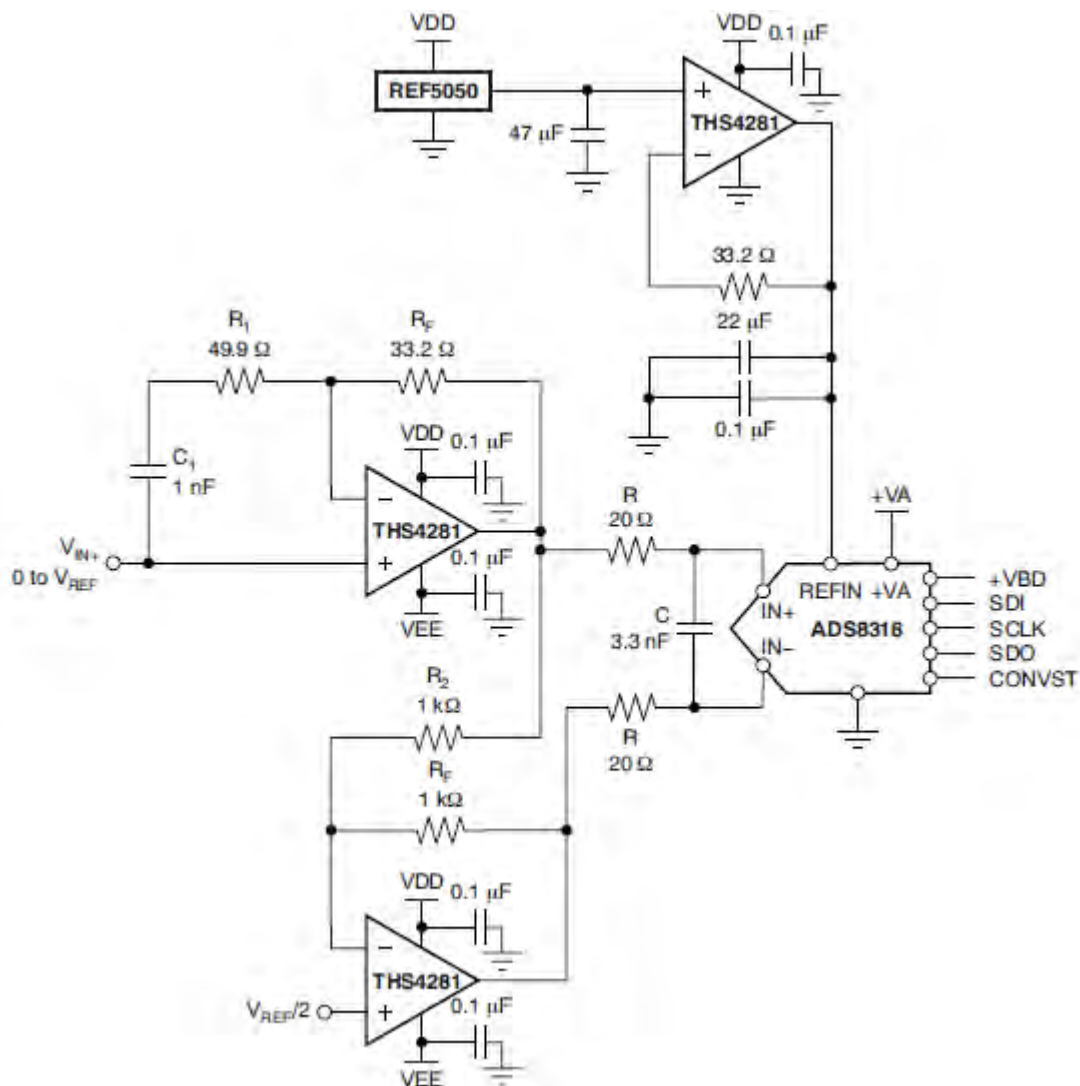 VDD
REF5050
47 µF
VDD
0.1 µF
+
THS4281
−
33.2 Ω
22 µF
0.1 µF
R1
49.9 Ω
RF
33.2 Ω
C1
1 nF
VDD
0.1 µF
−
THS4281
+
0.1 µF
VEE
VIN+
0 to VREF
R
20 Ω
C
3.3 nF
R
20 Ω
+VA
REFIN +VA
IN+
ADS8316
IN−
+VBD
SDI
SCLK
SDO
CONVST
R2
1 kΩ
RF
1 kΩ
VDD
0.1 µF
−
THS4281
+
VREF/2
0.1 µF
VEE